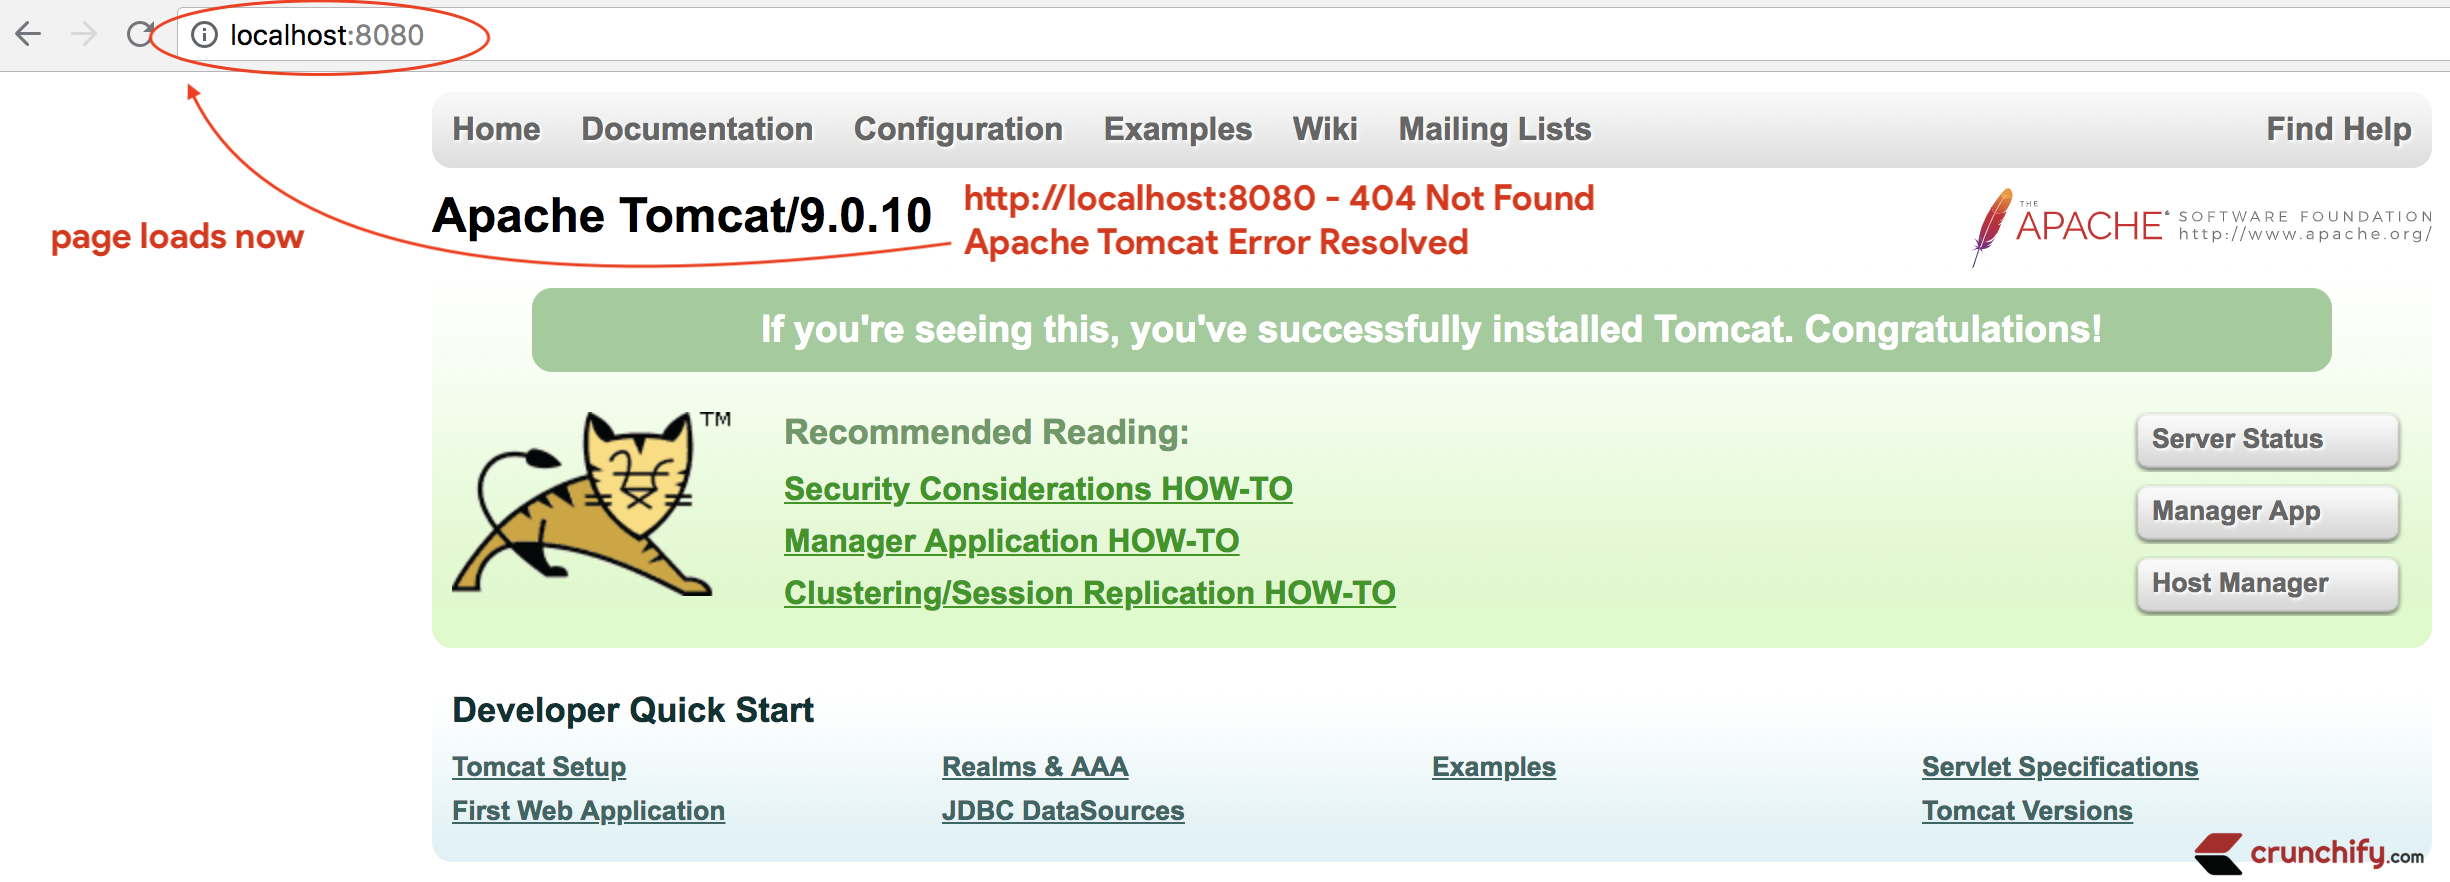 localhost:8080
Home Documentation Configuration Examples Wiki Mailing Lists Find Help
Apache Tomcat/9.0.10
http://localhost:8080 - 404 Not Found
Apache Tomcat Error Resolved
page loads now
THE
APACHE SOFTWARE FOUNDATION
http://www.apache.org/
If you're seeing this, you've successfully installed Tomcat. Congratulations!
TM
Recommended Reading:
Security Considerations HOW-TO
Manager Application HOW-TO
Clustering/Session Replication HOW-TO
Server Status
Manager App
Host Manager
Developer Quick Start
Tomcat Setup Realms & AAA Examples Servlet Specifications
First Web Application JDBC DataSources Tomcat Versions
crunchify.com